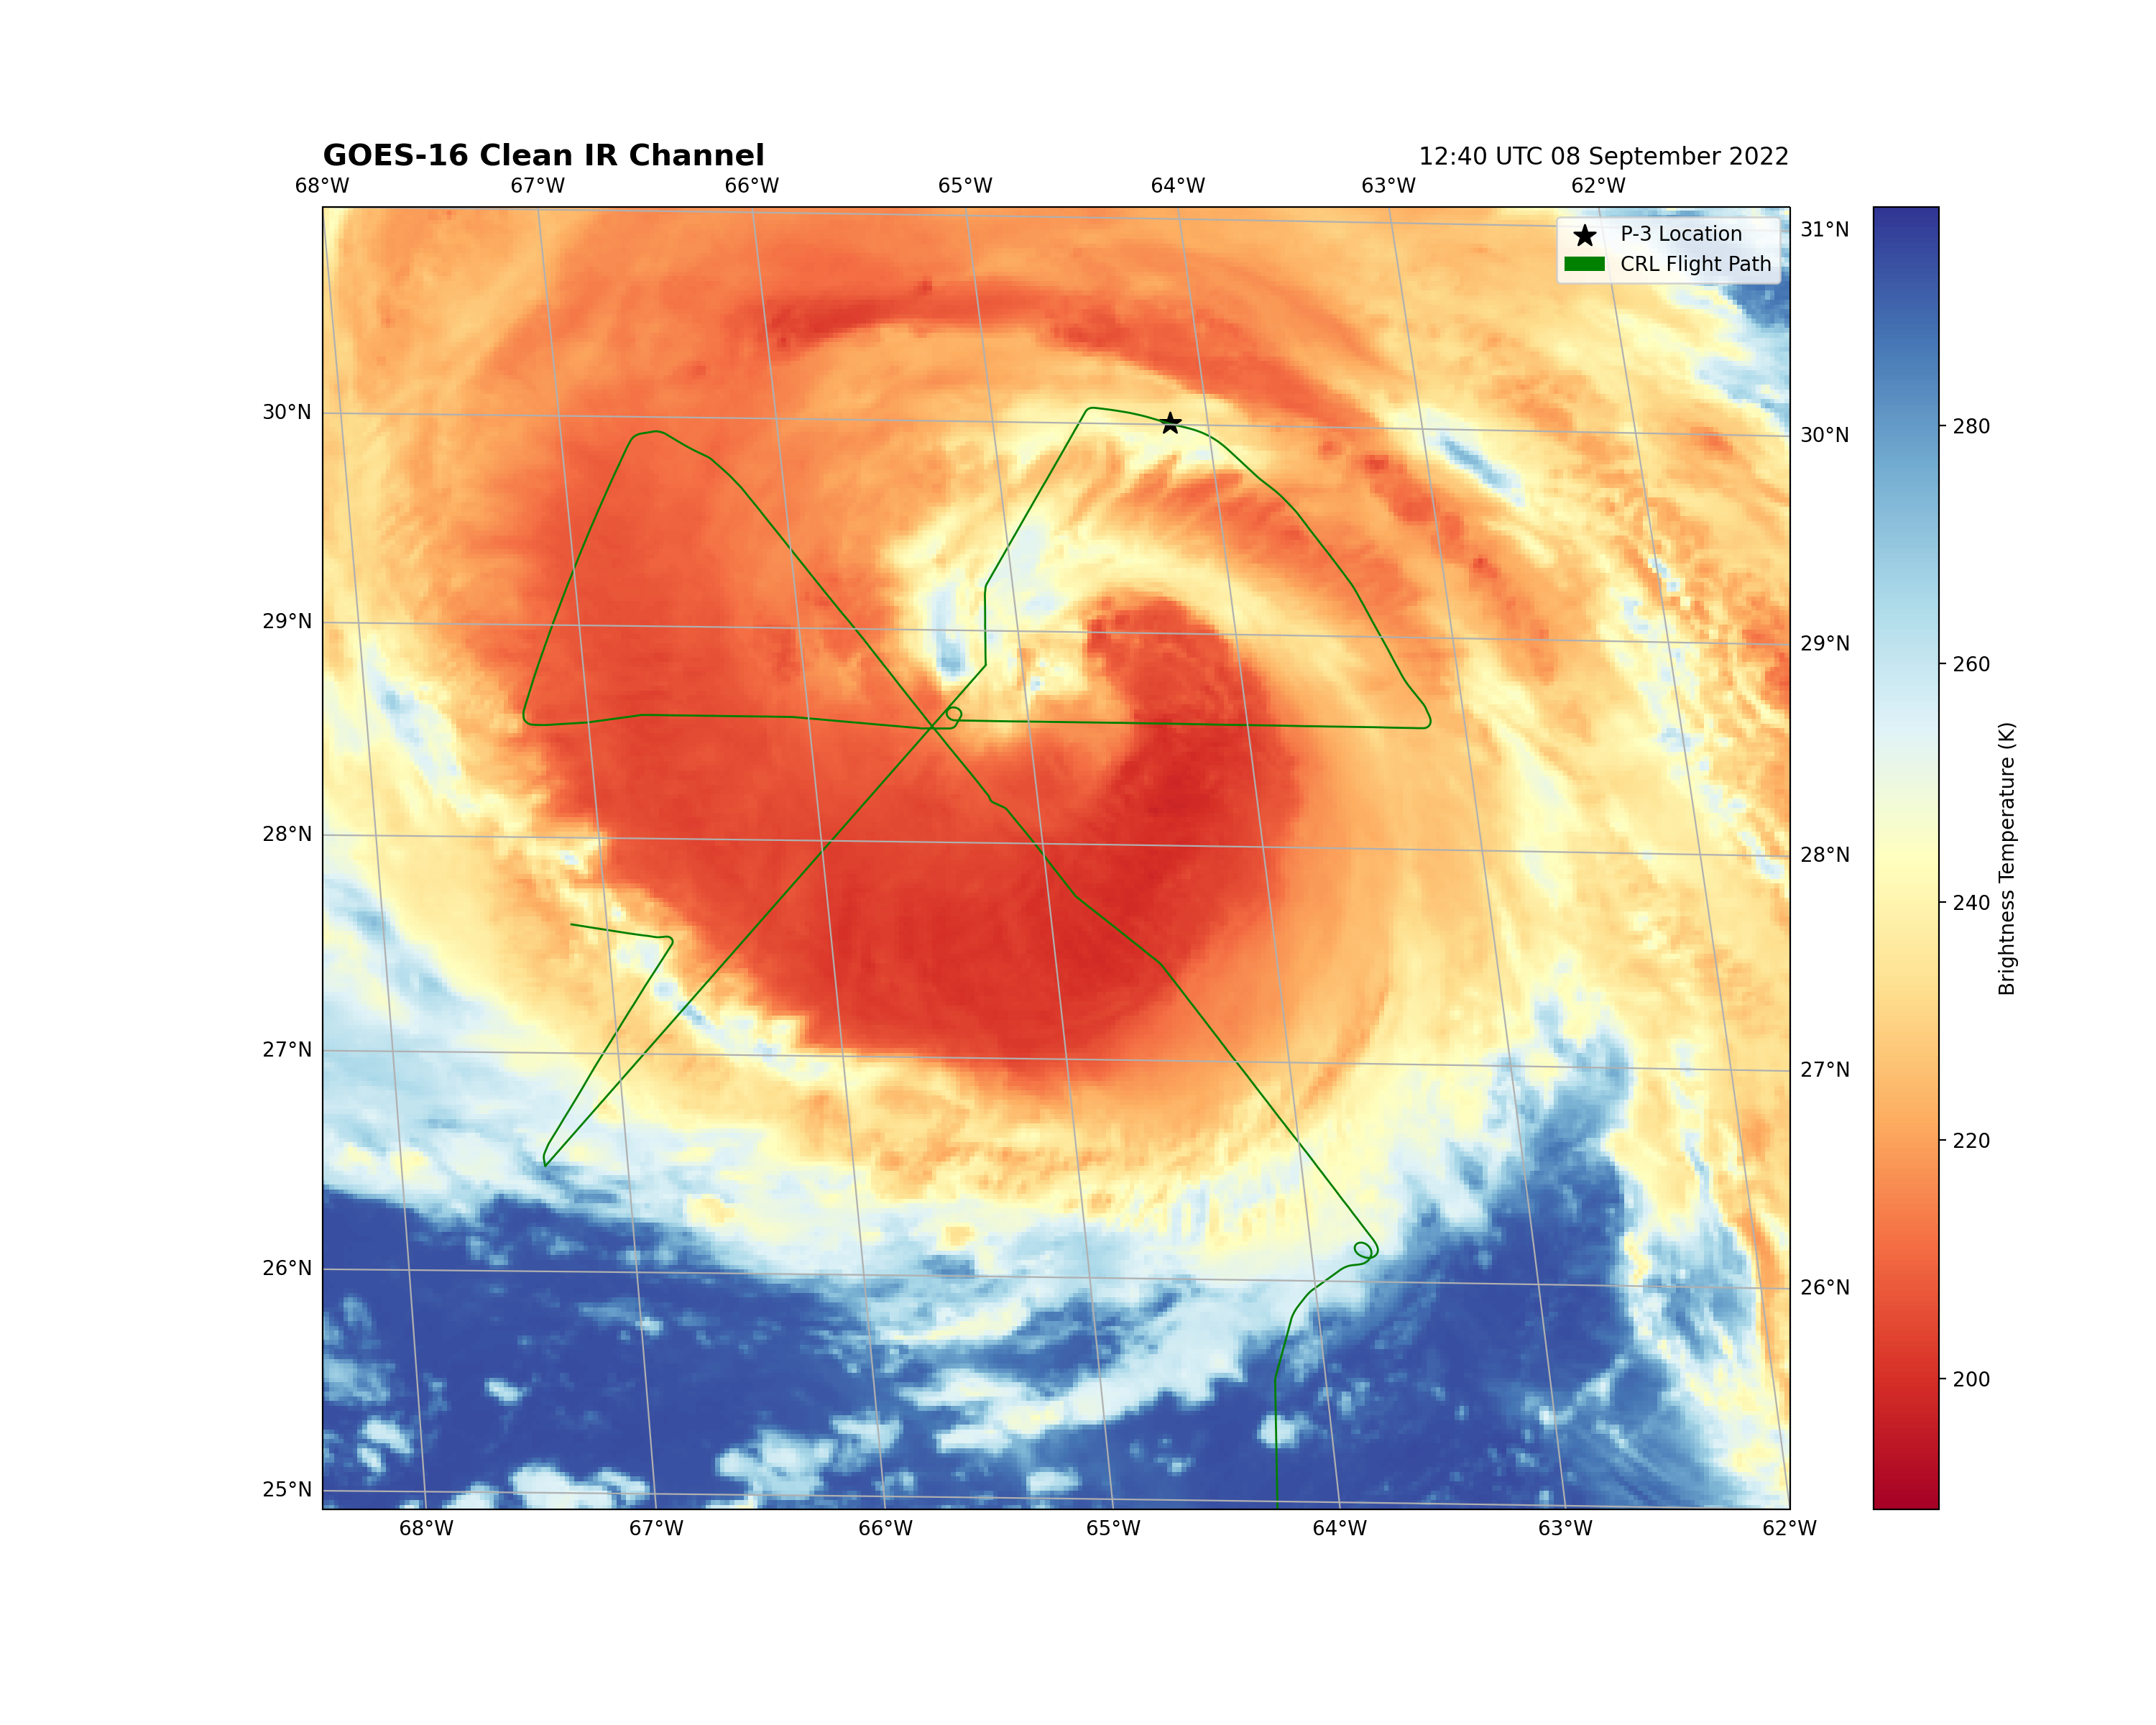 GOES-16 Clean IR Channel
12:40 UTC 08 September 2022
68°W 67°W 66°W 65°W 64°W 63°W 62°W
P-3 Location
CRL Flight Path
31°N
30°N 30°N
29°N 29°N
28°N 28°N
27°N 27°N
26°N 26°N
25°N
68°W 67°W 66°W 65°W 64°W 63°W 62°W
280
260
240
220
200
Brightness Temperature (K)